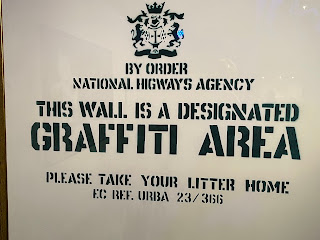 BY ORDER
NATIONAL HIGWAYS AGENCY
THIS WALL IS A DESIGNATED
GRAFFITI AREA
PLEASE TAKE YOUR LITTER HOME
EC REF. URBA 23/366